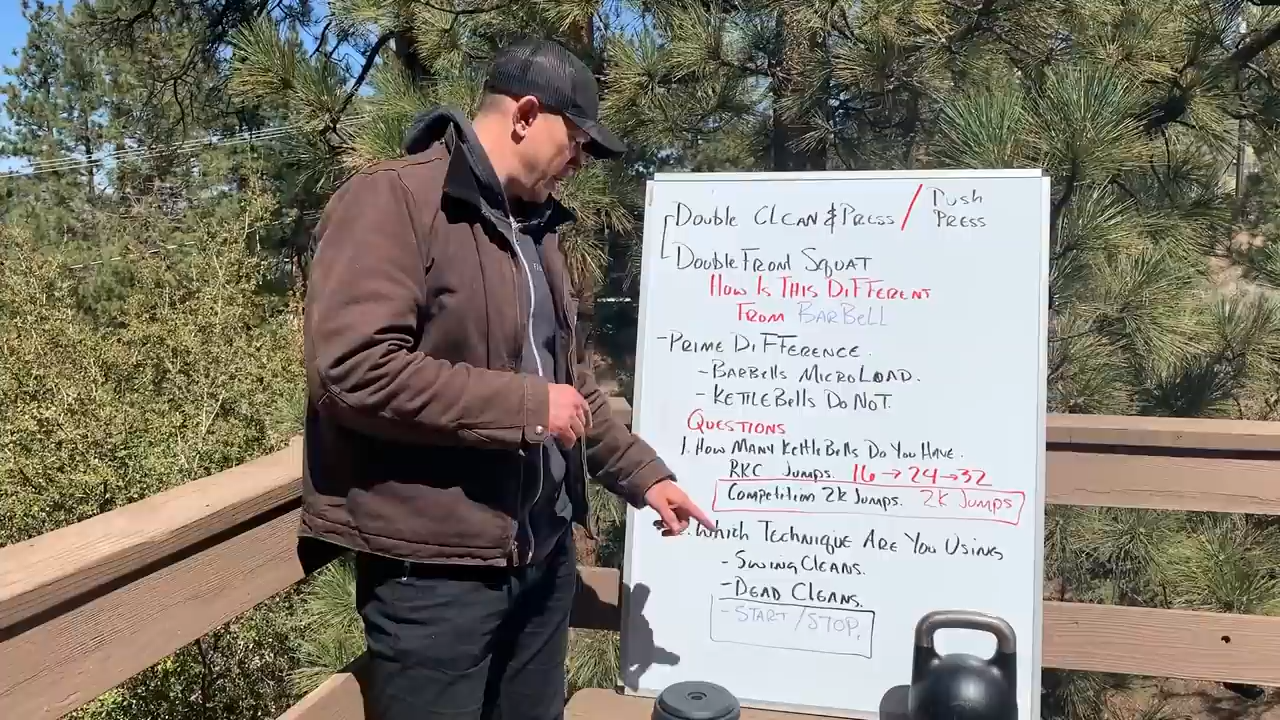 Double Clean & Press / Push Press
Double Front Squat
How Is This Different
From BarBell
- Prime Difference.
- Barbells MicroLoad.
- Kettlebells Do Not.
Questions
1. How Many Kettlebells Do You Have.
RKC Jumps. 16 → 24 → 32
Competition 2k Jumps. 2k Jumps
Which Technique Are You Using
- Swing Cleans.
- Dead Cleans.
- Start / Stop.